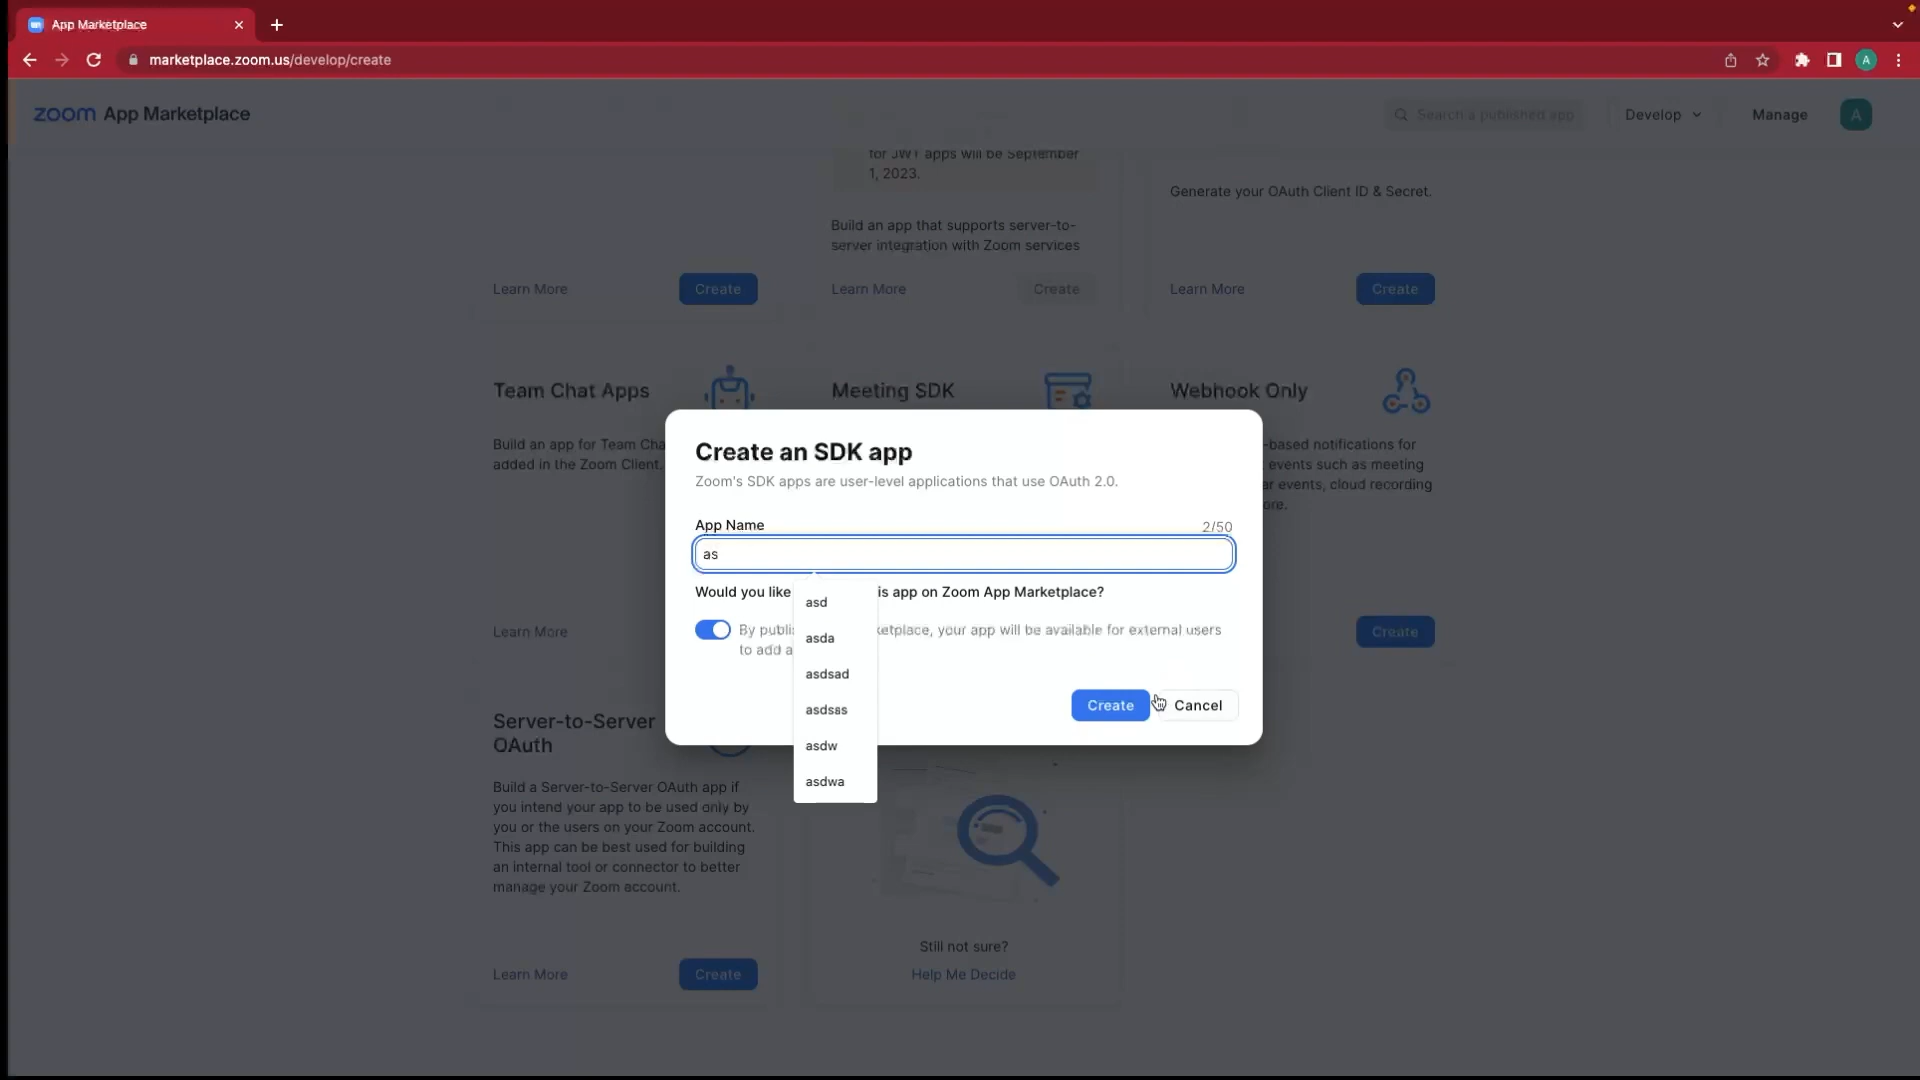 App Marketplace
marketplace.zoom.us/develop/create
A
zoom App Marketplace
Search a published app
Develop
Manage
A
for JWT apps will be September
1, 2023.
Generate your OAuth Client ID & Secret.
Build an app that supports server-to-
server integration with Zoom services
Learn More
Create
Learn More
Create
Learn More
Create
Team Chat Apps
Meeting SDK
Webhook Only
Build an app for Team Cha
added in the Zoom Client.
-based notifications for
events such as meeting
ar events, cloud recording
ore.
Create an SDK app
Zoom's SDK apps are user-level applications that use OAuth 2.0.
App Name
2/50
as
Would you like
is app on Zoom App Marketplace?
By publi
ketplace, your app will be available for external users
to add a
asd
asda
asdsad
asdsas
asdw
asdwa
Create
Cancel
Learn More
Create
Server-to-Server
OAuth
Build a Server-to-Server OAuth app if
you intend your app to be used only by
you or the users on your Zoom account.
This app can be best used for building
an internal tool or connector to better
manage your Zoom account.
Learn More
Create
Still not sure?
Help Me Decide